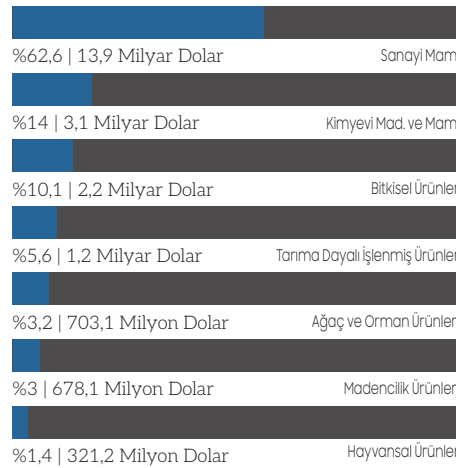 %62,6 | 13,9 Milyar Dolar Sanayi Mam
%14 | 3,1 Milyar Dolar Kimyevi Mad. ve Mam
%10,1 | 2,2 Milyar Dolar Bitkisel Ürünler
%5,6 | 1,2 Milyar Dolar Tarıma Dayalı İşlenmiş Ürünler
%3,2 | 703,1 Milyon Dolar Ağaç ve Orman Ürünler
%3 | 678,1 Milyon Dolar Madencilik Ürünler
%1,4 | 321,2 Milyon Dolar Hayvansal Ürünler